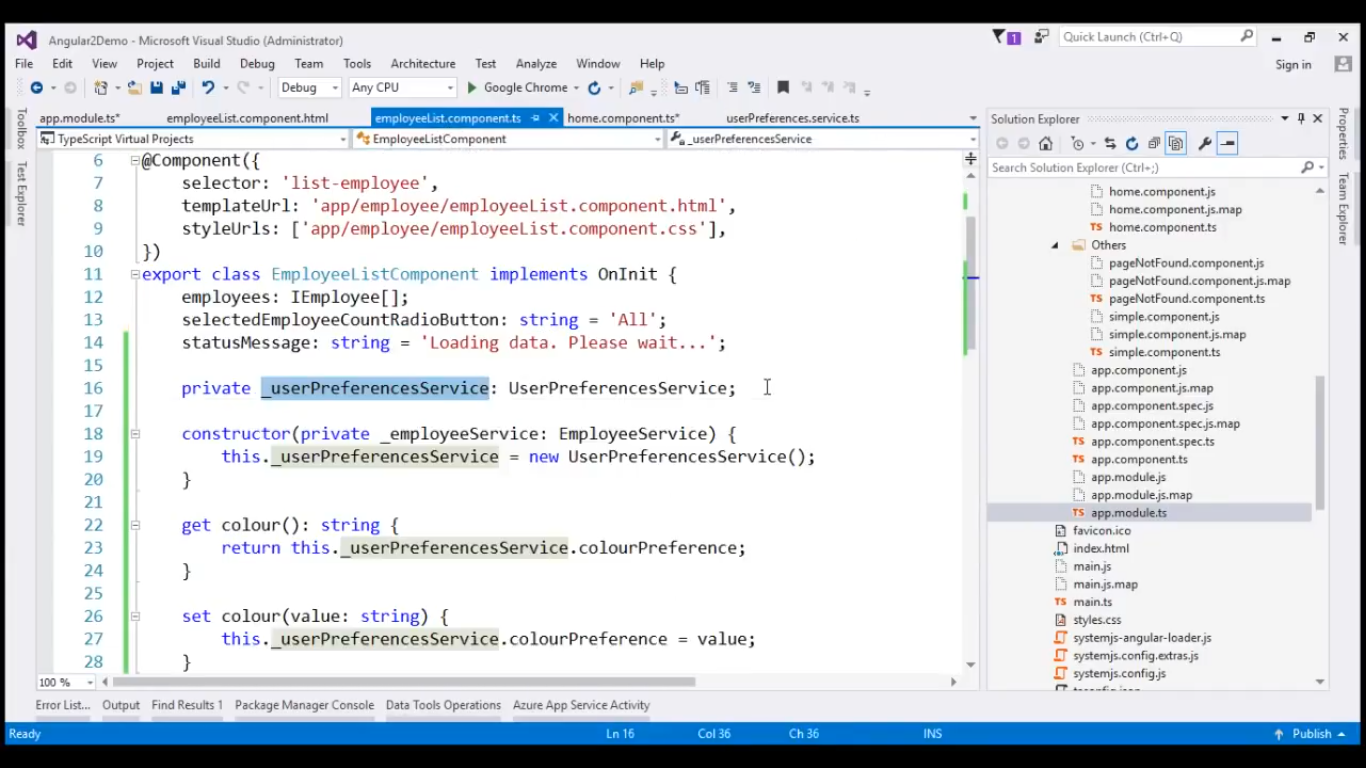 Angular2Demo - Microsoft Visual Studio (Administrator)
1
Quick Launch (Ctrl+Q)
File Edit View Project Build Debug Team Tools Architecture Test Analyze Window Help
Sign in
Debug Any CPU Google Chrome
Toolbox
Test Explorer
app.module.ts* employeeList.component.html employeeList.component.ts home.component.ts* userPreferences.service.ts
TypeScript Virtual Projects EmployeeListComponent _userPreferencesService
6 @Component({
7 selector: 'list-employee',
8 templateUrl: 'app/employee/employeeList.component.html',
9 styleUrls: ['app/employee/employeeList.component.css'],
10 })
11 export class EmployeeListComponent implements OnInit {
12 employees: IEmployee[];
13 selectedEmployeeCountRadioButton: string = 'All';
14 statusMessage: string = 'Loading data. Please wait...';
15
16 private _userPreferencesService: UserPreferencesService;
17
18 constructor(private _employeeService: EmployeeService) {
19 this._userPreferencesService = new UserPreferencesService();
20 }
21
22 get colour(): string {
23 return this._userPreferencesService.colourPreference;
24 }
25
26 set colour(value: string) {
27 this._userPreferencesService.colourPreference = value;
28 }
100 %
Solution Explorer
Search Solution Explorer (Ctrl+;)
home.component.js
home.component.js.map
TS home.component.ts
Others
pageNotFound.component.js
pageNotFound.component.js.map
TS pageNotFound.component.ts
simple.component.js
simple.component.js.map
TS simple.component.ts
app.component.js
app.component.js.map
app.component.spec.js
app.component.spec.js.map
TS app.component.spec.ts
TS app.component.ts
app.module.js
app.module.js.map
TS app.module.ts
favicon.ico
index.html
main.js
main.js.map
TS main.ts
styles.css
systemjs-angular-loader.js
systemjs.config.extras.js
systemjs.config.js
Properties
Team Explorer
Error List... Output Find Results 1 Package Manager Console Data Tools Operations Azure App Service Activity
Ready Ln 16 Col 36 Ch 36 INS Publish